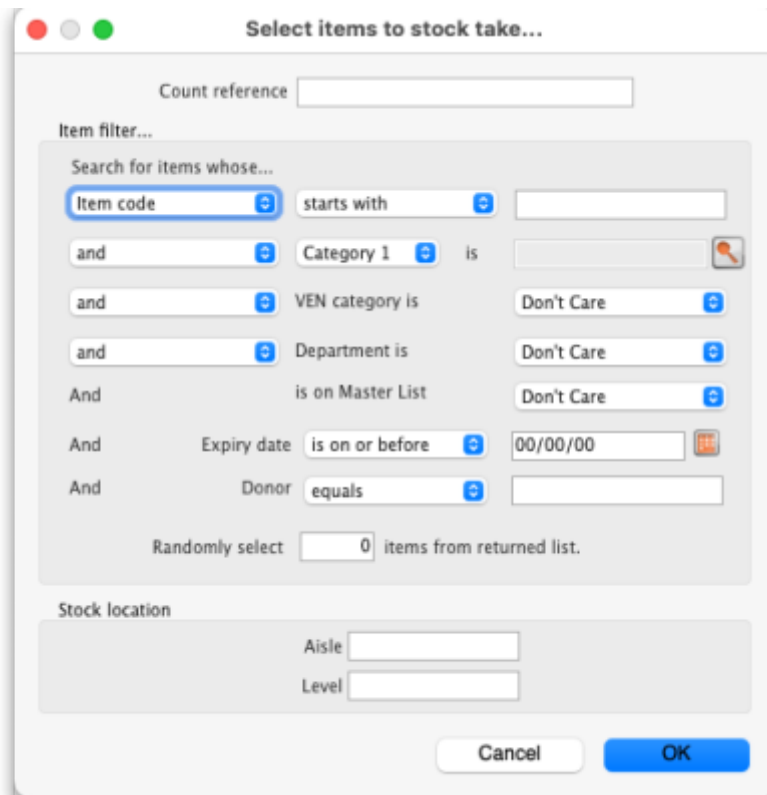 Select items to stock take...
Count reference
Item filter...
Search for items whose...
Item code starts with
and Category 1 is
and VEN category is Don't Care
and Department is Don't Care
And is on Master List Don't Care
And Expiry date is on or before 00/00/00
And Donor equals
Randomly select 0 items from returned list.
Stock location
Aisle
Level
Cancel OK